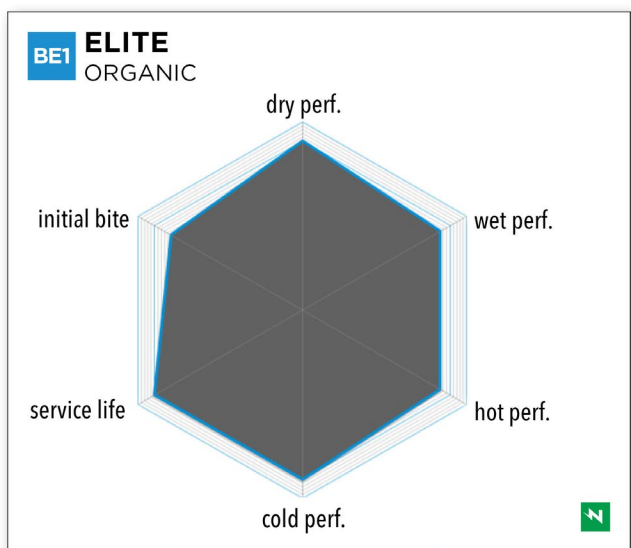 BE1 ELITE
ORGANIC
dry perf.
initial bite
wet perf.
service life
hot perf.
cold perf.
N